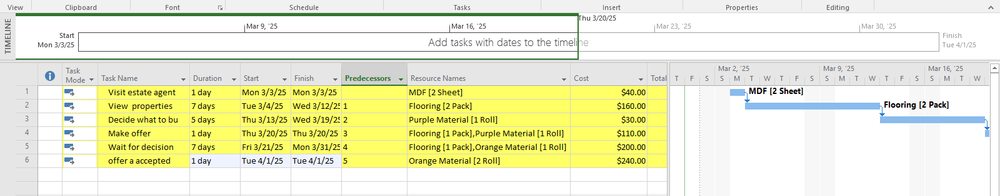 View Clipboard Font Schedule Tasks Insert Properties Editing
Thu 3/20/25
Mar 9, '25 Mar 16, '25 Mar 23, '25 Mar 30, '25
TIMELINE
Start
Mon 3/3/25
Add tasks with dates to the timeline
Finish
Tue 4/1/25
Task Mode Task Name Duration Start Finish Predecessors Resource Names Cost Total
Mar 2, '25 Mar 9, '25 Mar 16, '25
T F S S M T W T F S S M T W T F S S M T W
1 Visit estate agent 1 day Mon 3/3/25 Mon 3/3/25 MDF [2 Sheet] $40.00 MDF [2 Sheet]
2 View properties 7 days Tue 3/4/25 Wed 3/12/25 1 Flooring [2 Pack] $160.00 Flooring [2 Pack]
3 Decide what to bu 5 days Thu 3/13/25 Wed 3/19/25 2 Purple Material [1 Roll] $30.00
4 Make offer 1 day Thu 3/20/25 Thu 3/20/25 3 Flooring [1 Pack],Purple Material [1 Roll] $110.00
5 Wait for decision 7 days Fri 3/21/25 Mon 3/31/25 4 Flooring [1 Pack],Orange Material [1 Roll] $200.00
6 offer a accepted 1 day Tue 4/1/25 Tue 4/1/25 5 Orange Material [2 Roll] $240.00